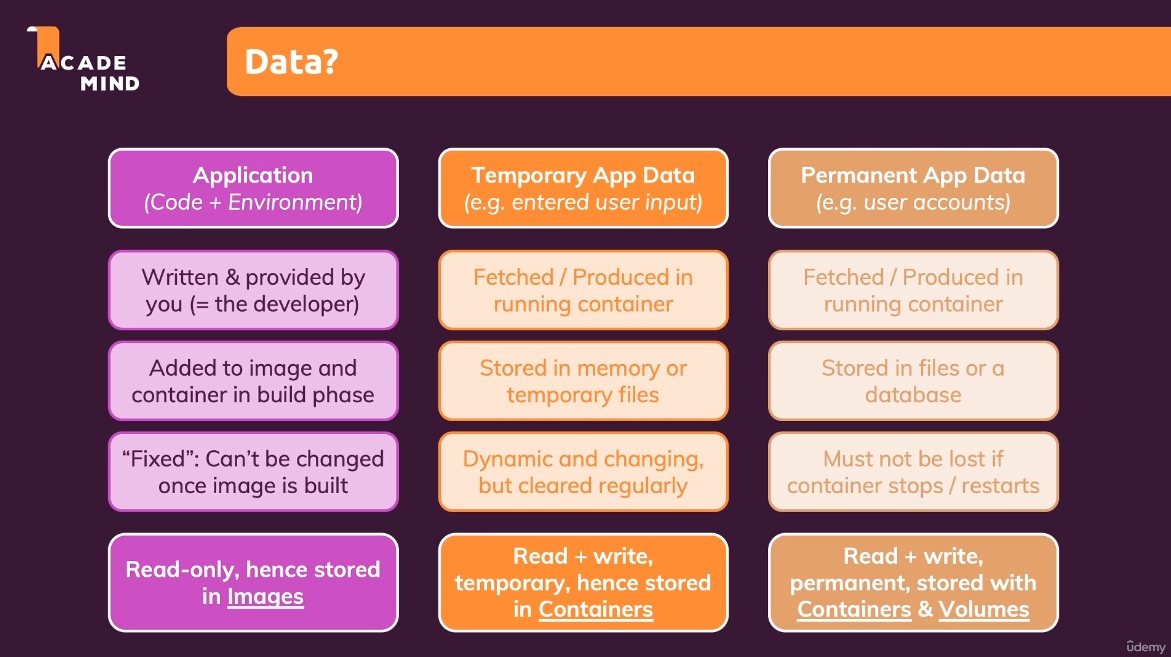 ACADE
MIND
Data?
Application
(Code + Environment)
Written & provided by
you (= the developer)
Added to image and
container in build phase
“Fixed”: Can’t be changed
once image is built
Read-only, hence stored
in Images
Temporary App Data
(e.g. entered user input)
Fetched / Produced in
running container
Stored in memory or
temporary files
Dynamic and changing,
but cleared regularly
Read + write,
temporary, hence stored
in Containers
Permanent App Data
(e.g. user accounts)
Fetched / Produced in
running container
Stored in files or a
database
Must not be lost if
container stops / restarts
Read + write,
permanent, stored with
Containers & Volumes
ûdemy